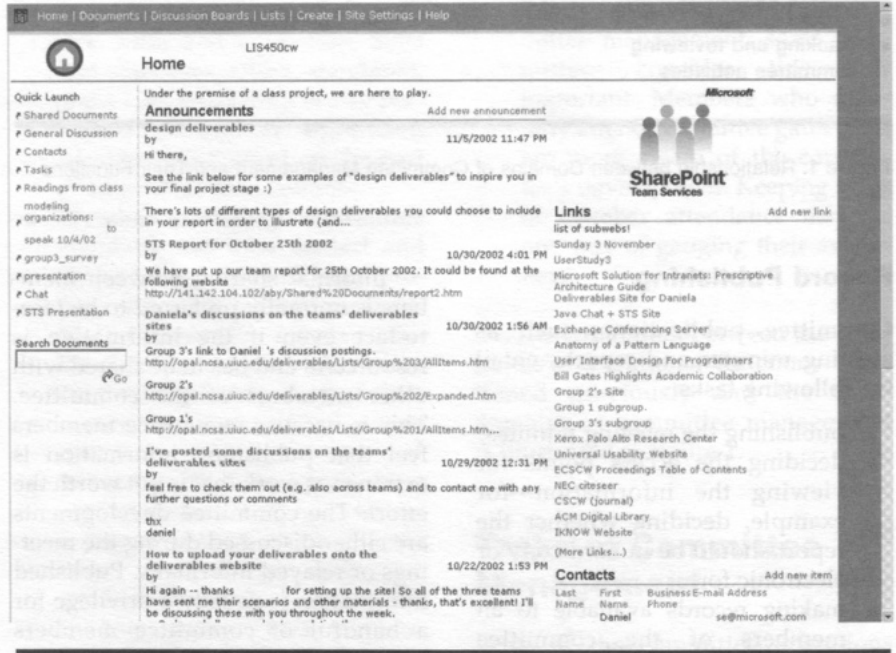 Home | Documents | Discussion Boards | Lists | Create | Site Settings | Help
LIS450cw
Home
Quick Launch
Shared Documents
General Discussion
Contacts
Tasks
Readings from class
modeling
organizations:
to
speak 10/4/02
group3_survey
presentation
Chat
STS Presentation
Search Documents
Go
Under the premise of a class project, we are here to play.
Announcements
Add new announcement
design deliverables
by
11/5/2002 11:47 PM
Hi there,
See the link below for some examples of "design deliverables" to inspire you for
your final project stage :)
There's lots of different types of design deliverables you could choose to include
in your report in order to illustrate (and...
STS Report for October 25th 2002
by
10/30/2002 4:01 PM
We have put up our team report for 25th October 2002. It could be found at the
following website
http://141.142.104.102/aby/Shared%20Documents/report2.htm
Daniela's discussions on the teams' deliverables
sites
10/30/2002 1:56 AM
by
Group 3's link to Daniel 's discussion postings.
http://opal.ncsa.uiuc.edu/deliverables/Lists/Group%203/AllItems.htm
Group 2's
http://opal.ncsa.uiuc.edu/deliverables/Lists/Group%202/Expanded.htm
Group 1's
http://opal.ncsa.uiuc.edu/deliverables/Lists/Group%201/AllItems.htm
I've posted some discussions on the teams'
deliverables sites
10/29/2002 12:31 PM
by
feel free to check them out (e.g. also across teams) and to contact me with any
further questions or comments
thx
daniel
How to upload your deliverables onto the
deliverables website
10/22/2002 1:53 PM
by
Hi again -- thanks for setting up the site! So all of the three teams
have sent me their scenarios and other materials - thanks, that's excellent! I'll
be discussing these with you throughout the week.
Microsoft
SharePoint
Team Services
Links
Add new link
list of subwebs!
Sunday 3 November
UserStudy3
Microsoft Solution for Internet Business Prescriptive
Architecture Guide
Deliverables Site for Daniela
Java Chat + STS Site
Exchange Conferencing Server
Anatomy of a Pattern Language
User Interface Design For Programmers
Bill Gates Highlights Academic Collaboration
Group 2's Site
Group 1 subgroup.
Group 3's subgroup
Xerox Palo Alto Research Center
Universal Usability Website
ECSCW Proceedings Table of Contents
NEC citeseer
CSCW (journal)
ACM Digital Library
IKNOW Website
(More Links...)
Contacts
Add new item
Last
Name
First
Name
Business
Phone
E-mail Address
Daniel
se@microsoft.com